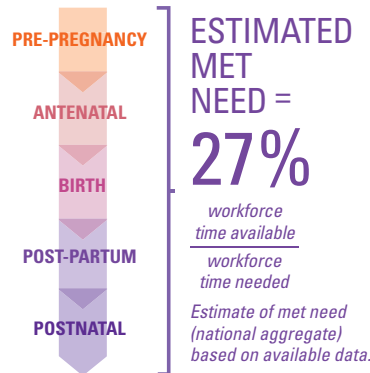 PRE-PREGNANCY
ANTENATAL
BIRTH
POST-PARTUM
POSTNATAL
ESTIMATED
MET
NEED =
27%
workforce
time available
workforce
time needed
Estimate of met need
(national aggregate)
based on available data.